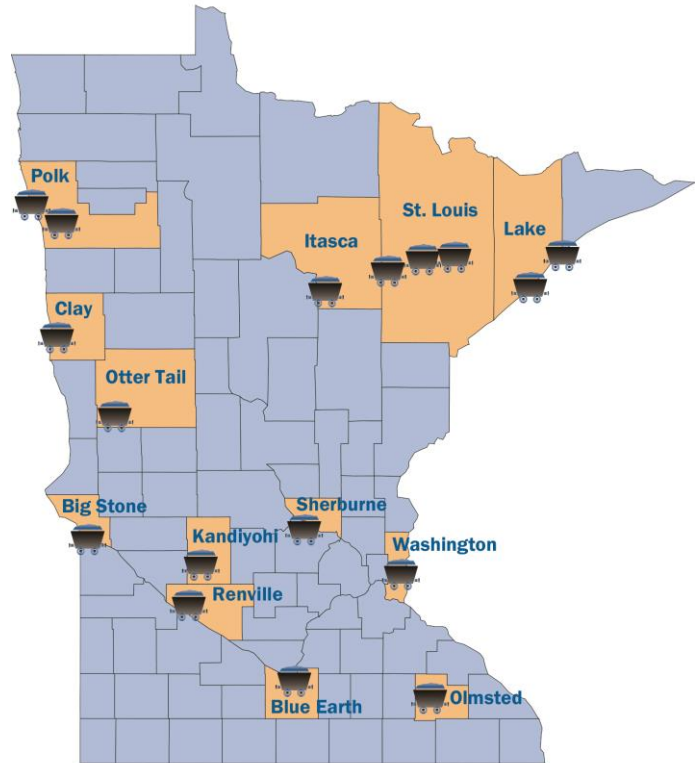 Polk
St. Louis
Itasca
Lake
Clay
Otter Tail
Big Stone
Sherburne
Kandiyohi
Washington
Renville
Olmsted
Blue Earth